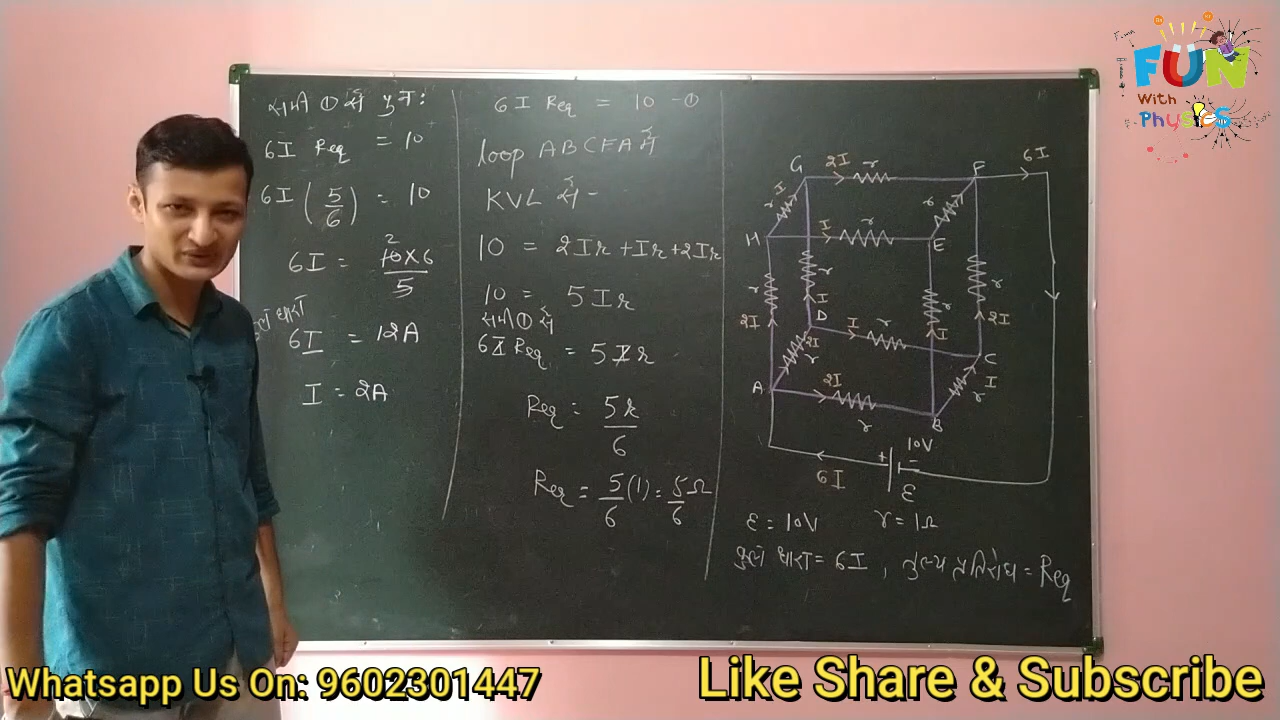 समी ① से पुनः
6I Req = 10
6I (5/6) = 10
6I = 10×6/5
2
6I = 12A
I = 2A
6I Req = 10 -①
loop ABCFA में
KVL से -
10 = 2Ir + Ir + 2Ir
10 = 5Ir
समी ① से
6I Req = 5Ir
Req = 5r/6
Req = 5/6 (1) = 5/6 Ω
G 2I r F 6I
r I r
H I r E
r r r r
2I I D I 2I
2I r I r C
A 2I r I
r B r
10V
+ -
6I ε
ε = 10V r = 1Ω
कुल धारा = 6I , तुल्य प्रतिरोध = Req
FUN
With
Physics
Whatsapp Us On: 9602301447
Like Share & Subscribe